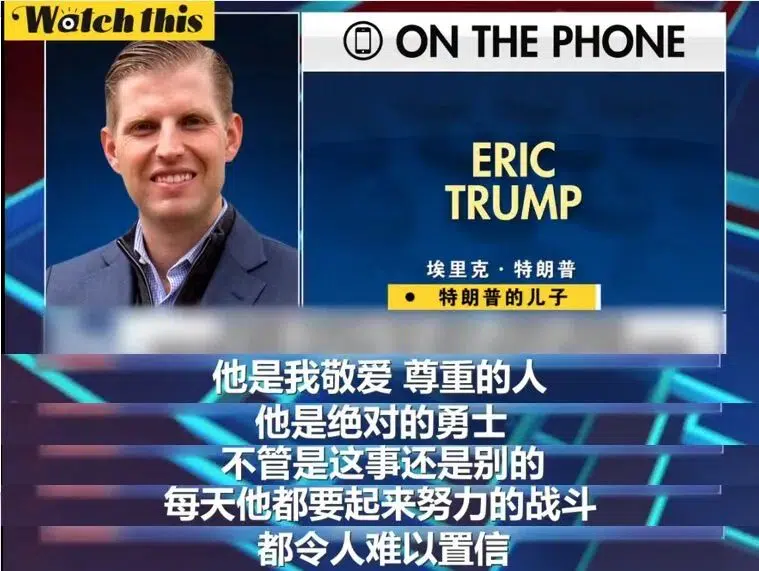 Watch this
ON THE PHONE
ERIC
TRUMP
埃里克·特朗普
• 特朗普的儿子
他是我敬爱 尊重的人
他是绝对的勇士
不管是这事还是别的
每天他都要起来努力的战斗
都令人难以置信